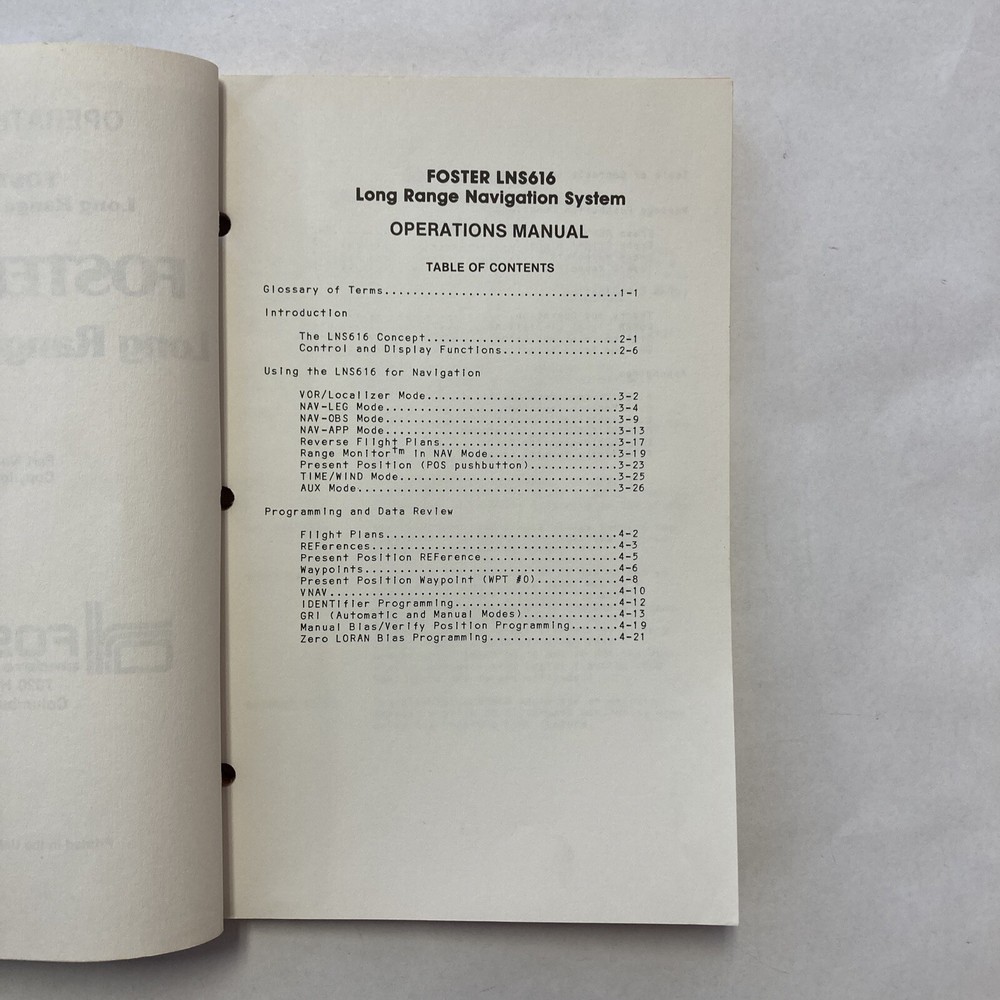 FOSTER LNS616
Long Range Navigation System
OPERATIONS MANUAL
TABLE OF CONTENTS
Glossary of Terms.................................1-1
Introduction
The LNS616 Concept...........................2-1
Control and Display Functions................2-6
Using the LNS616 for Navigation
VOR/Localizer Mode...........................3-2
NAV-LEG Mode.................................3-4
NAV-OBS Mode.................................3-9
NAV-APP Mode.................................3-13
Reverse Flight Plans.........................3-17
Range Monitor™ in NAV Mode..................3-19
Present Position (POS pushbutton)............3-23
TIME/WIND Mode...............................3-25
AUX Mode.....................................3-26
Programming and Data Review
Flight Plans.................................4-2
REFerences...................................4-3
Present Position REFerence...................4-5
Waypoints....................................4-6
Present Position Waypoint (WPT #0)...........4-8
VNAV.........................................4-10
IDENTifier Programming.......................4-12
GRI (Automatic and Manual Modes).............4-13
Manual Bias/Verify Position Programming......4-19
Zero LORAN Bias Programming..................4-21